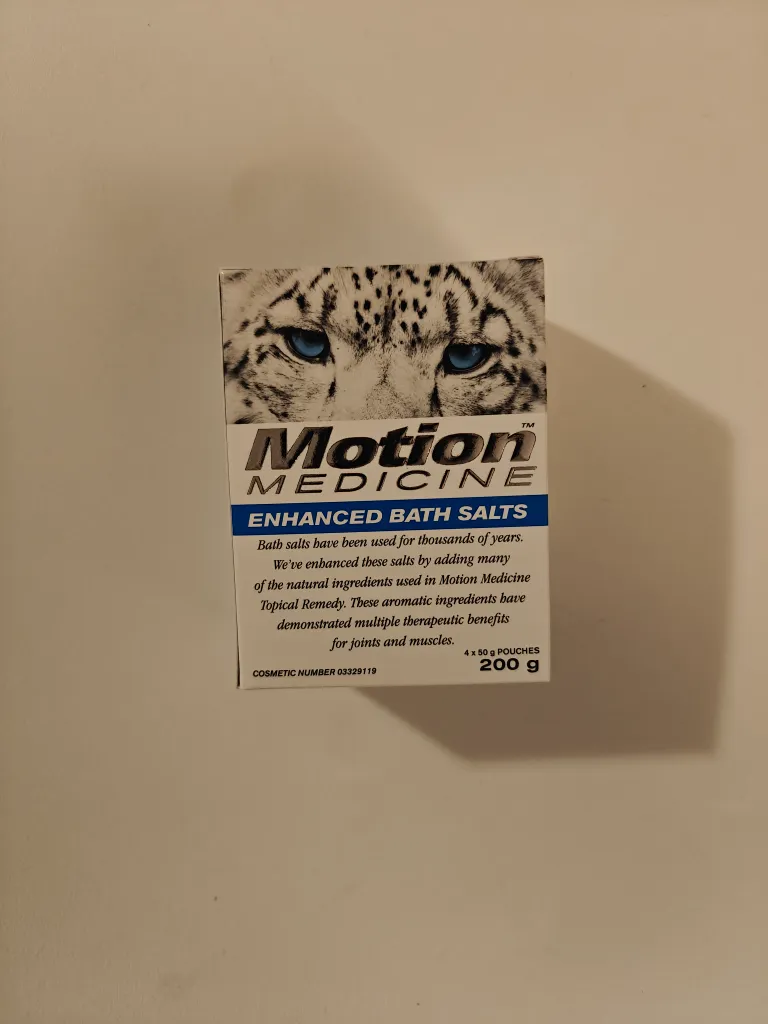 Motion™
MEDICINE
ENHANCED BATH SALTS
Bath salts have been used for thousands of years.
We've enhanced these salts by adding many
of the natural ingredients used in Motion Medicine
Topical Remedy. These aromatic ingredients have
demonstrated multiple therapeutic benefits
for joints and muscles.
4 x 50 g POUCHES
200 g
COSMETIC NUMBER 03329119